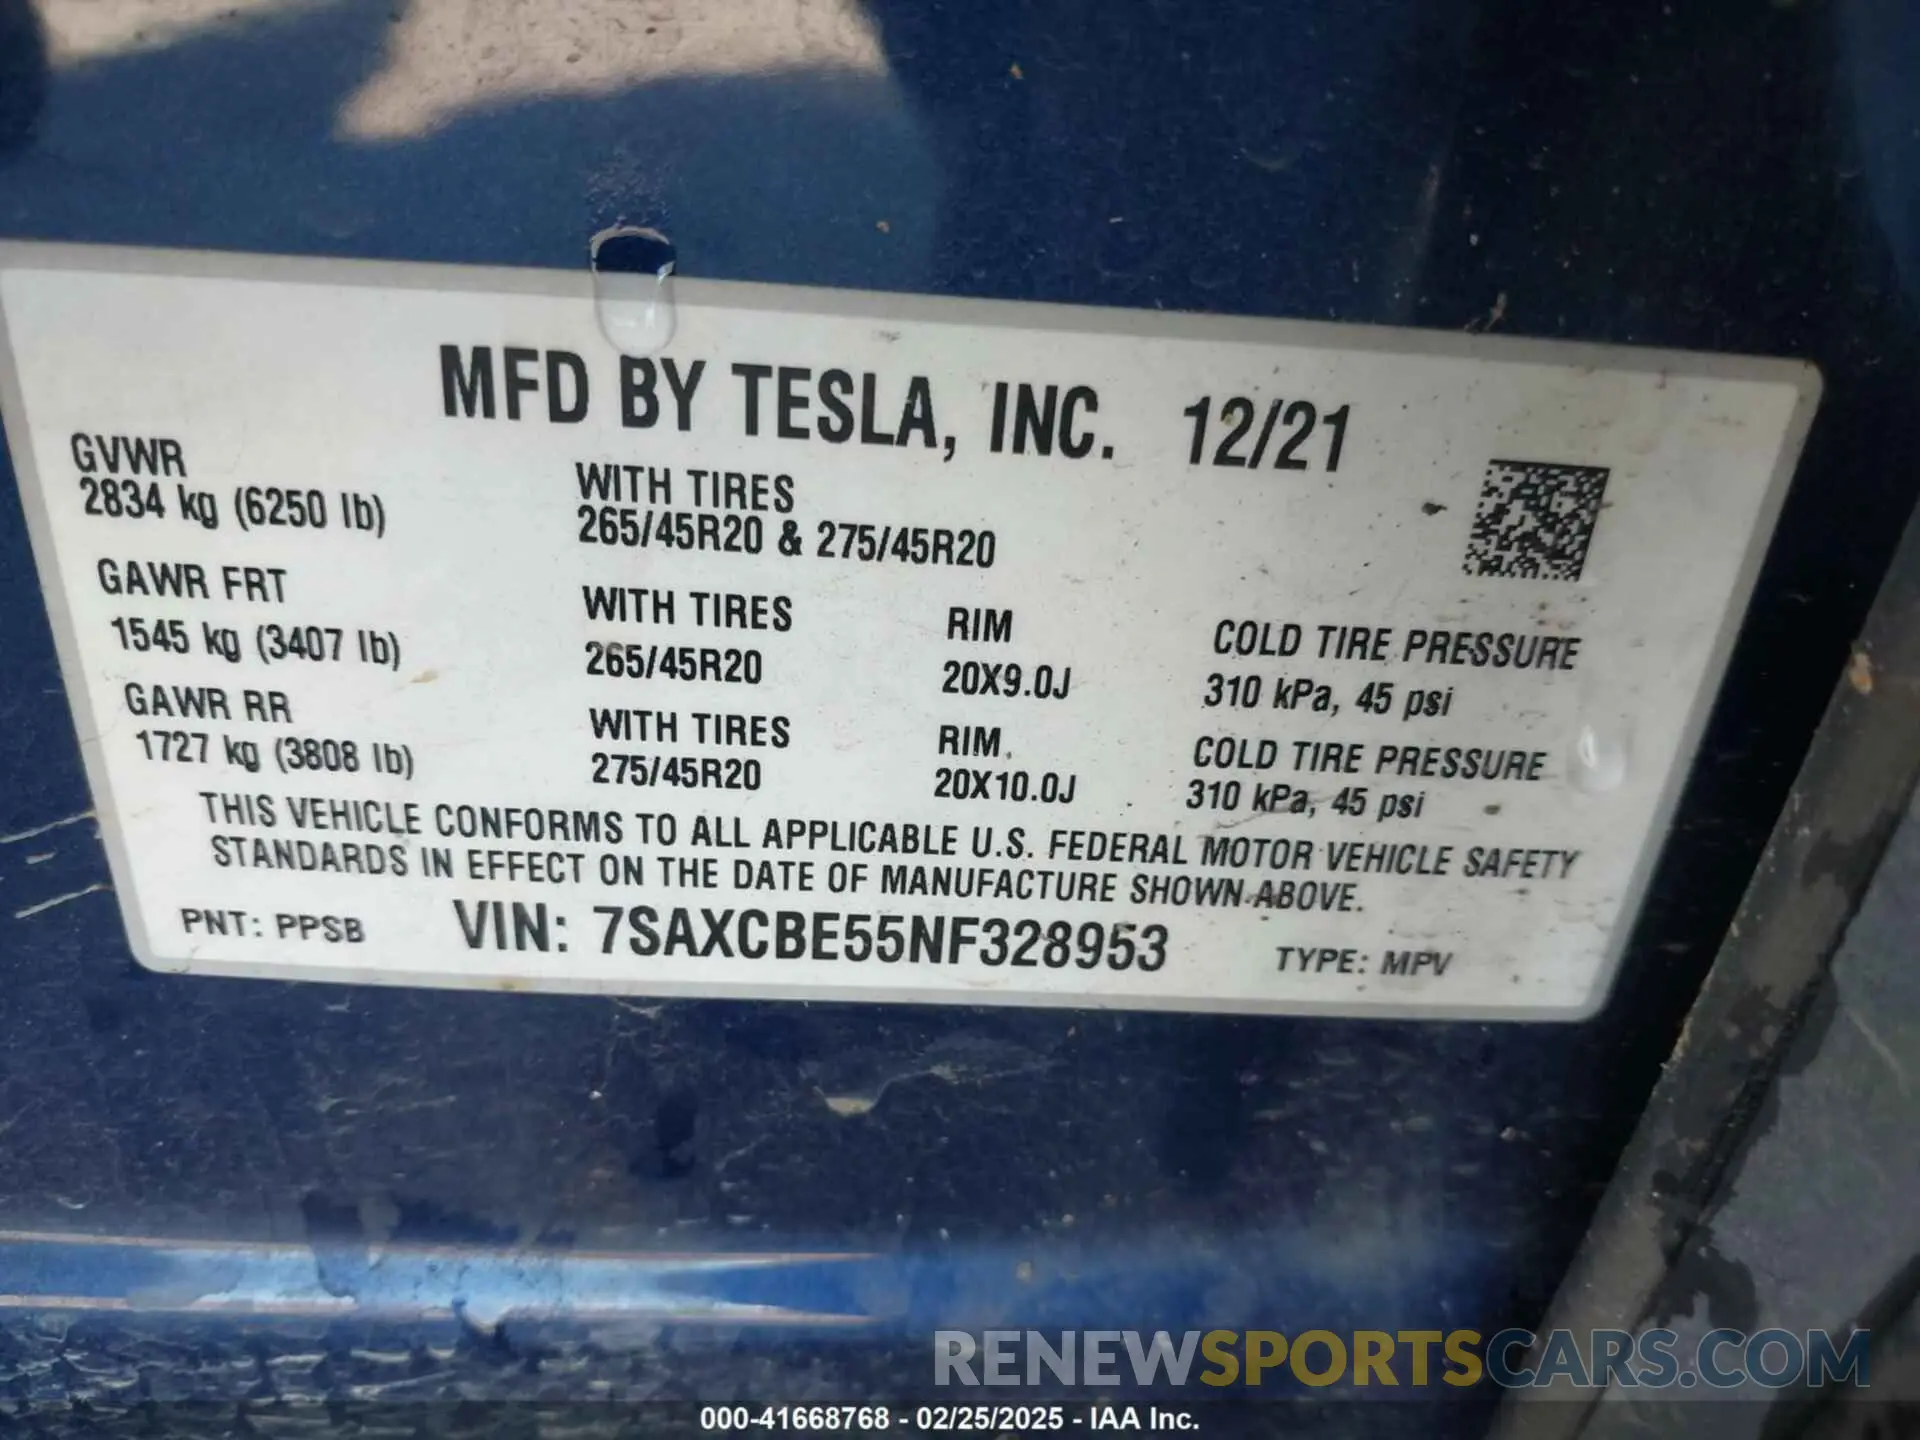 MFD BY TESLA, INC. 12/21
GVWR
2834 kg (6250 lb)
WITH TIRES
265/45R20 & 275/45R20
GAWR FRT
1545 kg (3407 lb)
WITH TIRES
265/45R20
RIM
20X9.0J
COLD TIRE PRESSURE
310 kPa, 45 psi
GAWR RR
1727 kg (3808 lb)
WITH TIRES
275/45R20
RIM
20X10.0J
COLD TIRE PRESSURE
310 kPa, 45 psi
THIS VEHICLE CONFORMS TO ALL APPLICABLE U.S. FEDERAL MOTOR VEHICLE SAFETY
STANDARDS IN EFFECT ON THE DATE OF MANUFACTURE SHOWN ABOVE.
PNT: PPSB VIN: 7SAXCBE55NF328953 TYPE: MPV
RENEWSPORTSCARS.COM
000-41668768 - 02/25/2025 - IAA Inc.